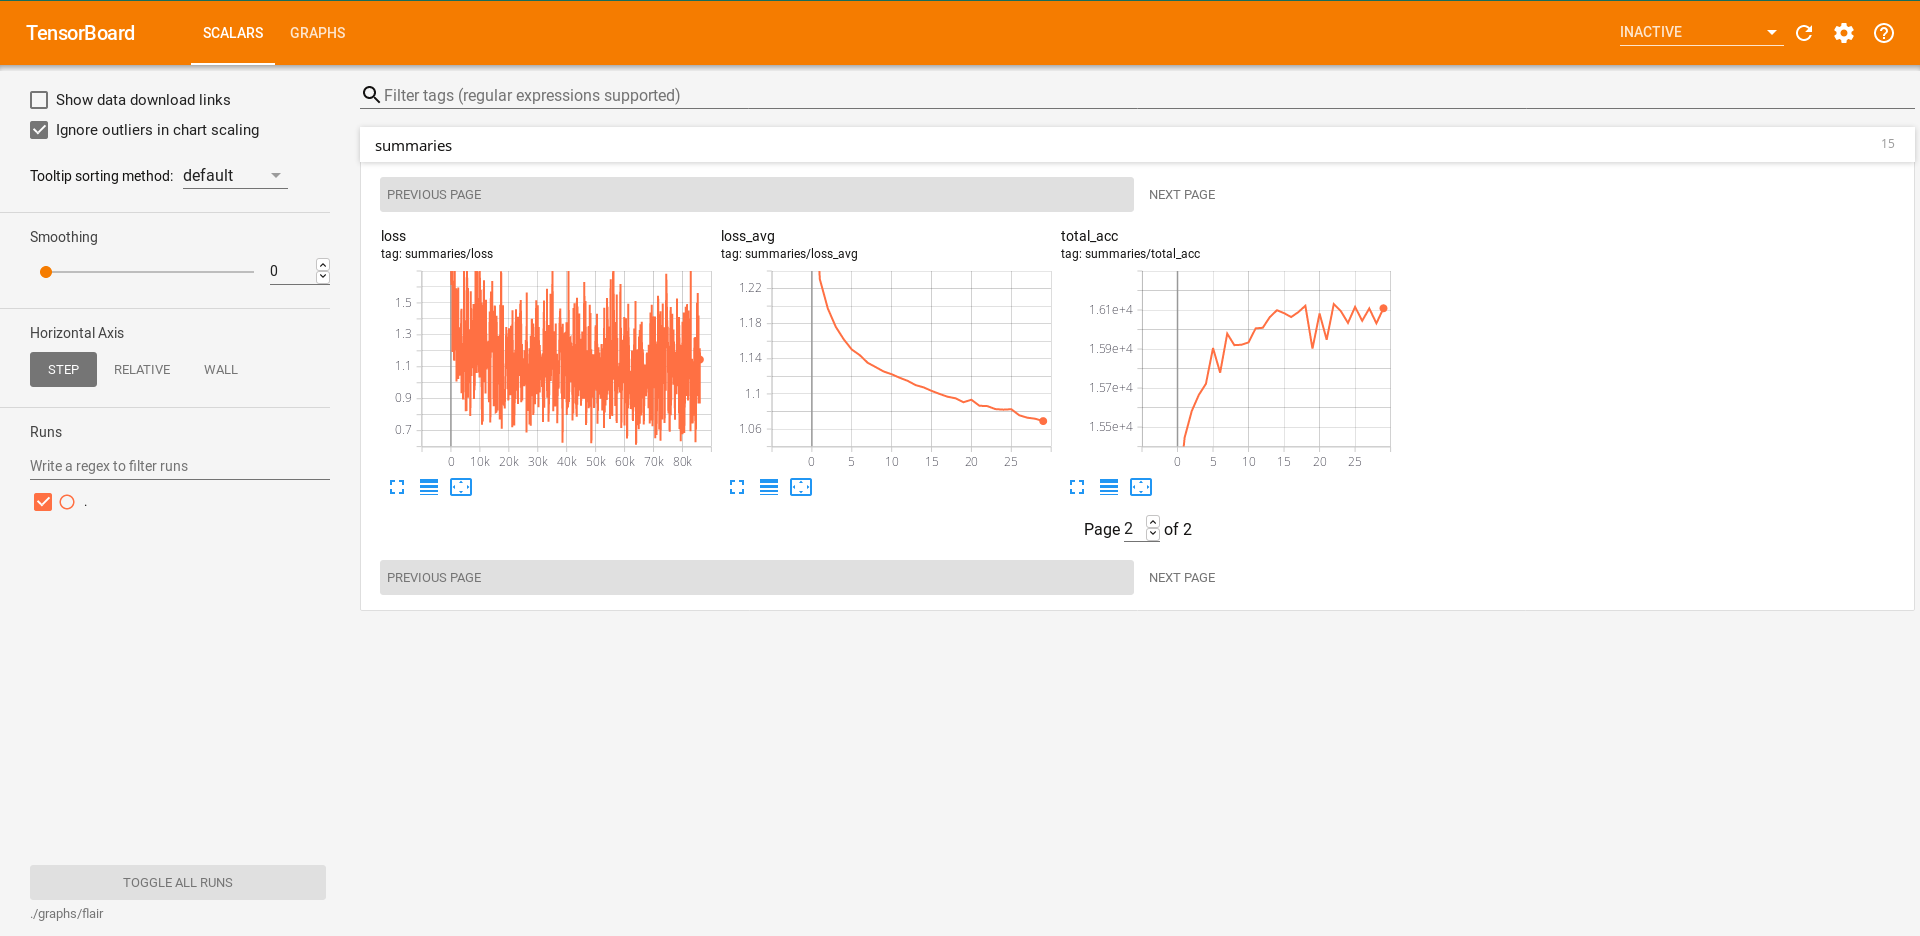 TensorBoard SCALARS GRAPHS INACTIVE
Show data download links
Ignore outliers in chart scaling
Tooltip sorting method: default
Smoothing
0
Horizontal Axis
STEP RELATIVE WALL
Runs
Write a regex to filter runs
.
TOGGLE ALL RUNS
./graphs/flair
Filter tags (regular expressions supported)
summaries 15
PREVIOUS PAGE NEXT PAGE
loss
tag: summaries/loss
1.5
1.3
1.1
0.9
0.7
0 10k 20k 30k 40k 50k 60k 70k 80k
loss_avg
tag: summaries/loss_avg
1.22
1.18
1.14
1.1
1.06
0 5 10 15 20 25
total_acc
tag: summaries/total_acc
1.61e+4
1.59e+4
1.57e+4
1.55e+4
0 5 10 15 20 25
Page 2 of 2
PREVIOUS PAGE NEXT PAGE